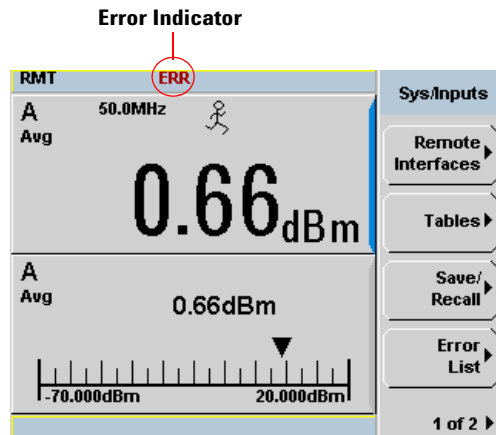 Error Indicator
RMT ERR
A 50.0MHz
Avg
0.66dBm
A
Avg
0.66dBm
-70.000dBm 20.000dBm
Sys/Inputs
Remote
Interfaces
Tables
Save/
Recall
Error
List
1 of 2